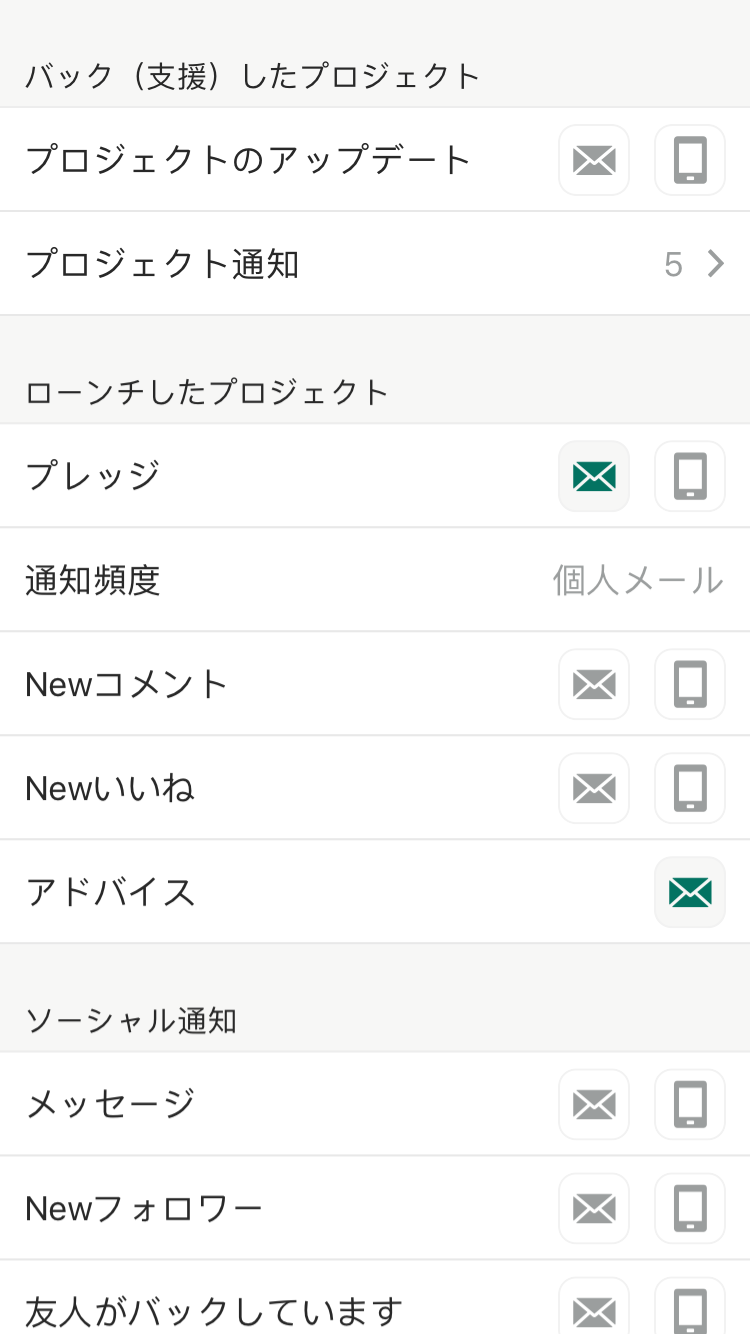 バック（支援）したプロジェクト
プロジェクトのアップデート
プロジェクト通知 5
ローンチしたプロジェクト
プレッジ
通知頻度 個人メール
Newコメント
Newいいね
アドバイス
ソーシャル通知
メッセージ
Newフォロワー
友人がバックしています